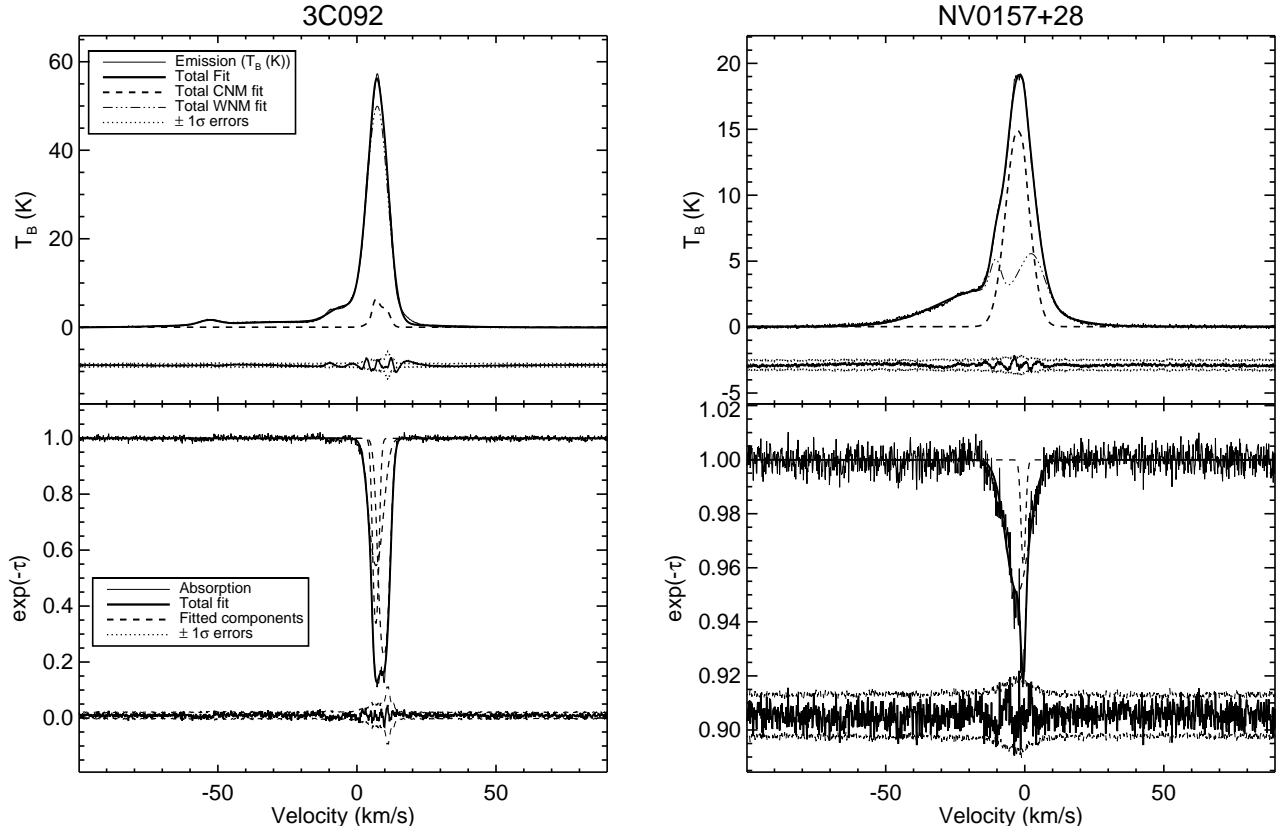 3C092
60
40
20
0
T_B (K)
Emission (T_B (K))
Total Fit
Total CNM fit
Total WNM fit
± 1σ errors
1.0
0.8
0.6
0.4
0.2
0.0
exp(-τ)
Absorption
Total fit
Fitted components
± 1σ errors
-50
0
50
Velocity (km/s)
NV0157+28
20
15
10
5
0
-5
T_B (K)
1.02
1.00
0.98
0.96
0.94
0.92
0.90
exp(-τ)
-50
0
50
Velocity (km/s)